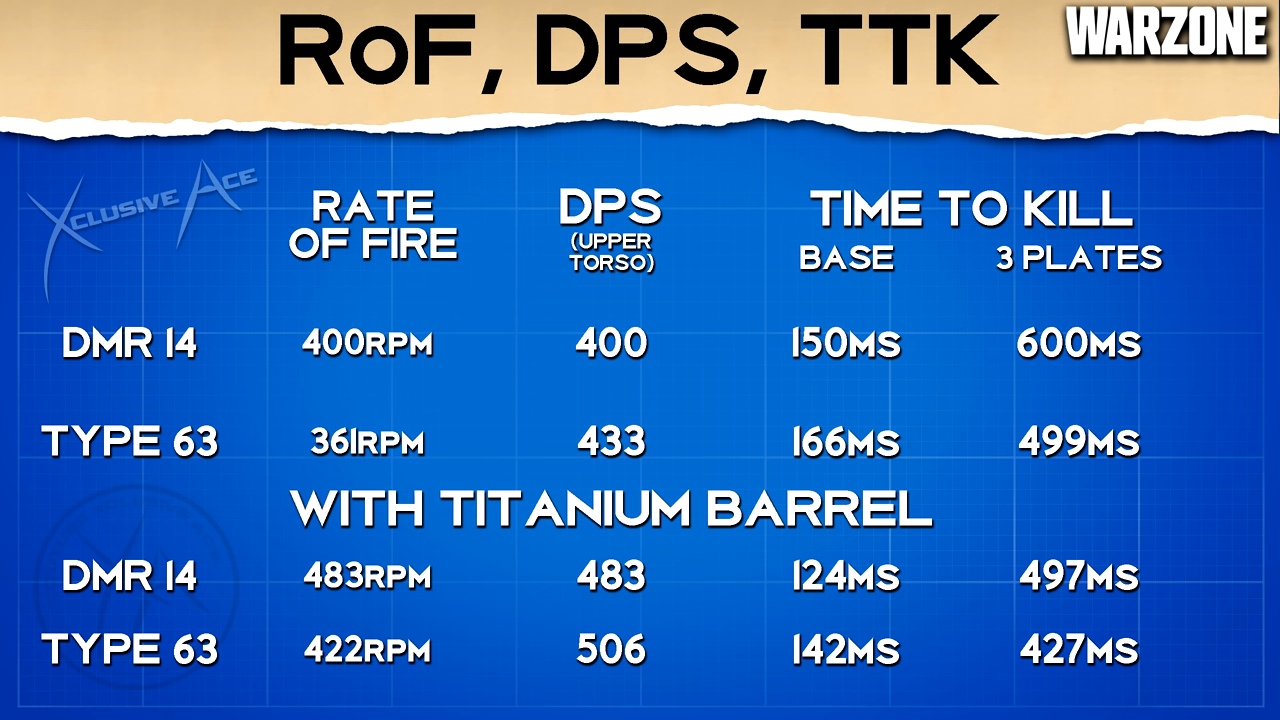 RoF, DPS, TTK
WARZONE
XCLUSIVE ACE
RATE
OF FIRE
DPS
(UPPER
TORSO)
TIME TO KILL
BASE 3 PLATES
DMR 14 400RPM 400 150MS 600MS
TYPE 63 361RPM 433 166MS 499MS
WITH TITANIUM BARREL
DMR 14 483RPM 483 124MS 497MS
TYPE 63 422RPM 506 142MS 427MS